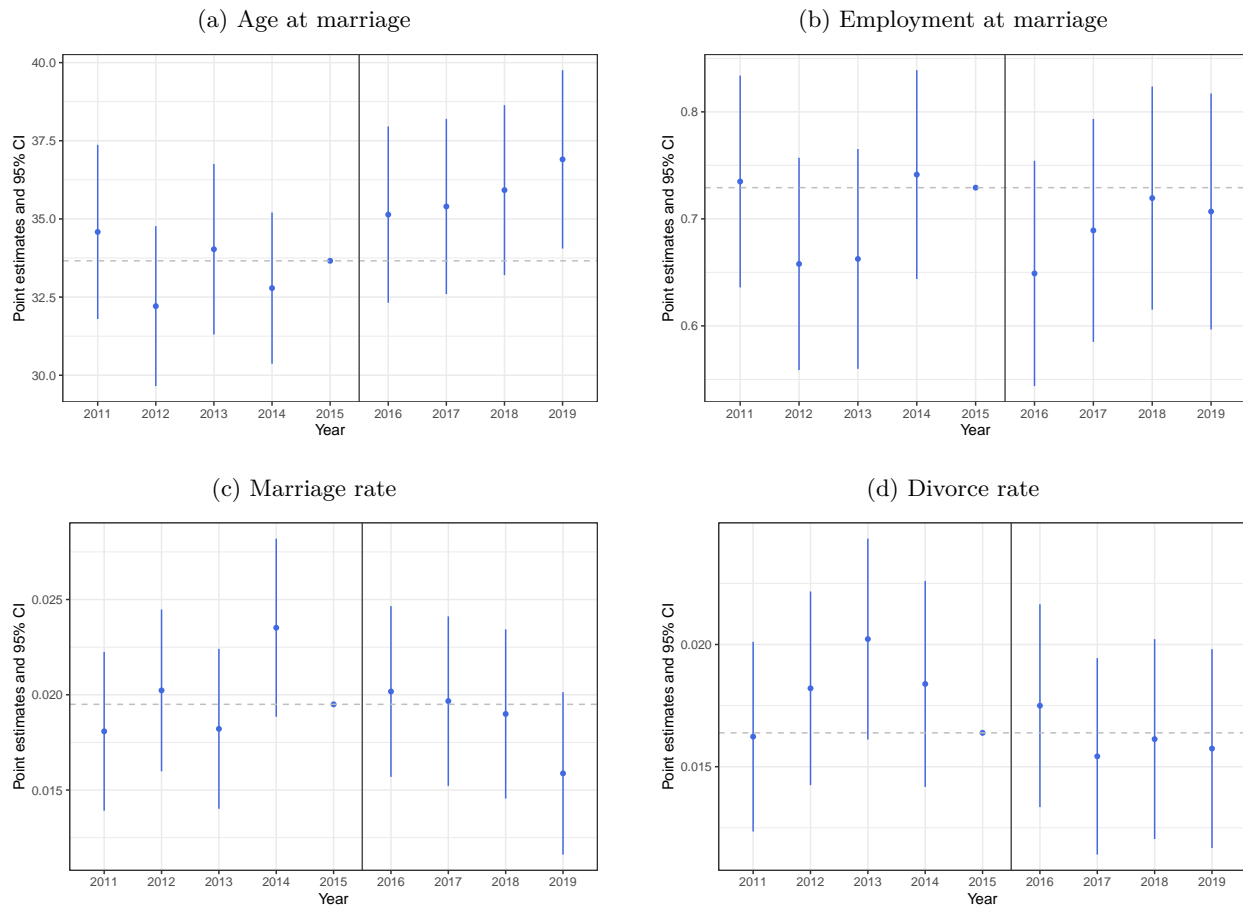 (a) Age at marriage
Point estimates and 95% CI
40.0
37.5
35.0
32.5
30.0
2011 2012 2013 2014 2015 2016 2017 2018 2019
Year
(b) Employment at marriage
Point estimates and 95% CI
0.8
0.7
0.6
2011 2012 2013 2014 2015 2016 2017 2018 2019
Year
(c) Marriage rate
Point estimates and 95% CI
0.025
0.020
0.015
2011 2012 2013 2014 2015 2016 2017 2018 2019
Year
(d) Divorce rate
Point estimates and 95% CI
0.020
0.015
2011 2012 2013 2014 2015 2016 2017 2018 2019
Year